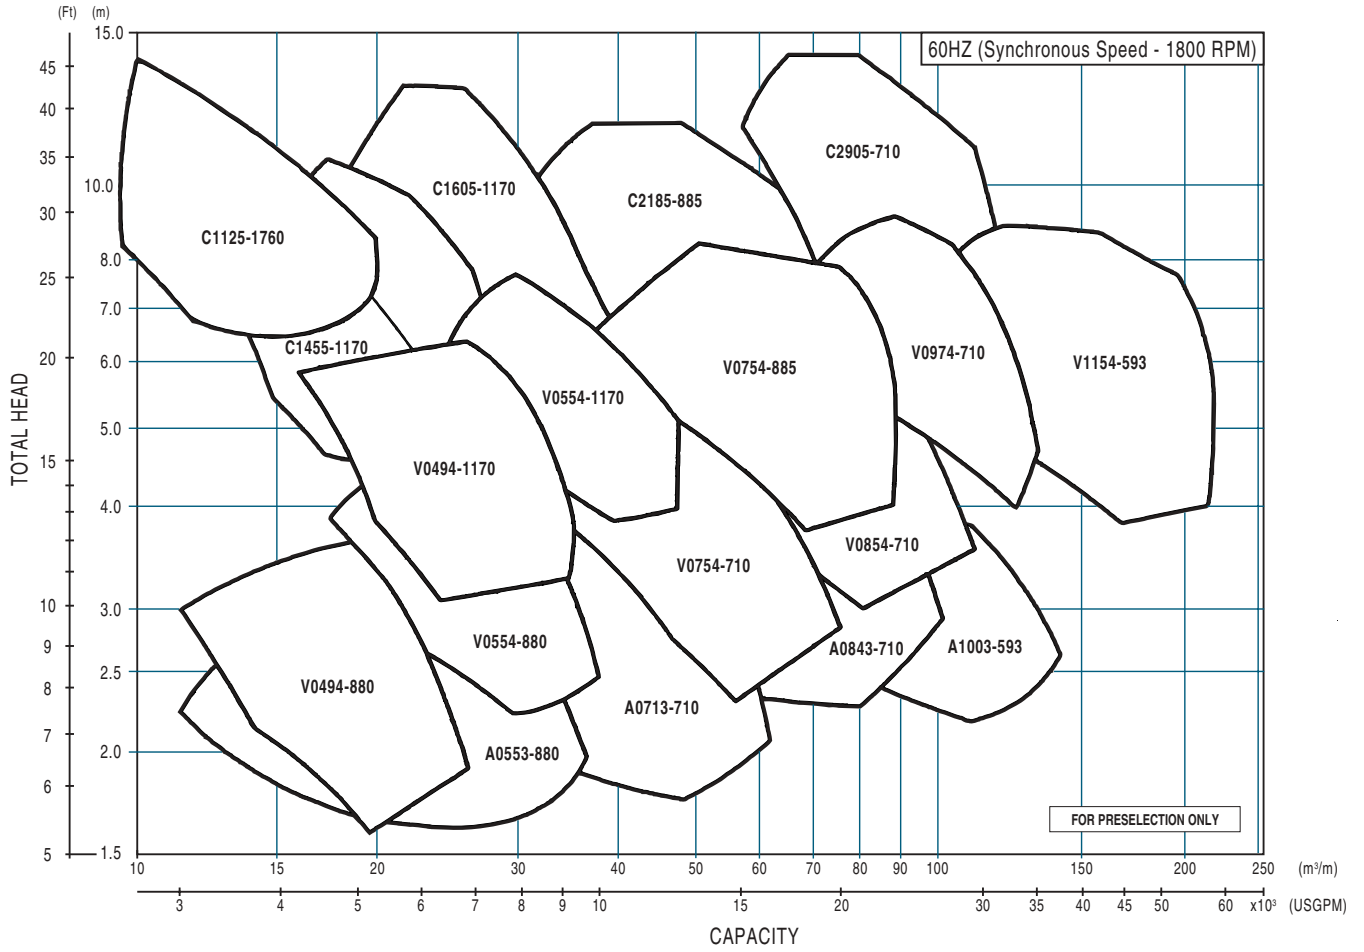 (Ft) (m)
60HZ (Synchronous Speed - 1800 RPM)
15.0
45
40
35
10.0
30
8.0
25
7.0
20
6.0
5.0
15
4.0
10
3.0
9
2.5
8
7
2.0
6
5
1.5
TOTAL HEAD
C2905-710
C1605-1170
C2185-885
C1125-1760
C1455-1170
V0974-710
V1154-593
V0754-885
V0554-1170
V0494-1170
V0854-710
V0754-710
V0554-880
A0843-710
A1003-593
V0494-880
A0713-710
A0553-880
FOR PRESELECTION ONLY
10 15 20 30 40 50 60 70 80 90 100 150 200 250 (m³/m)
3 4 5 6 7 8 9 10 15 20 30 35 40 45 50 60 x10³ (USGPM)
CAPACITY